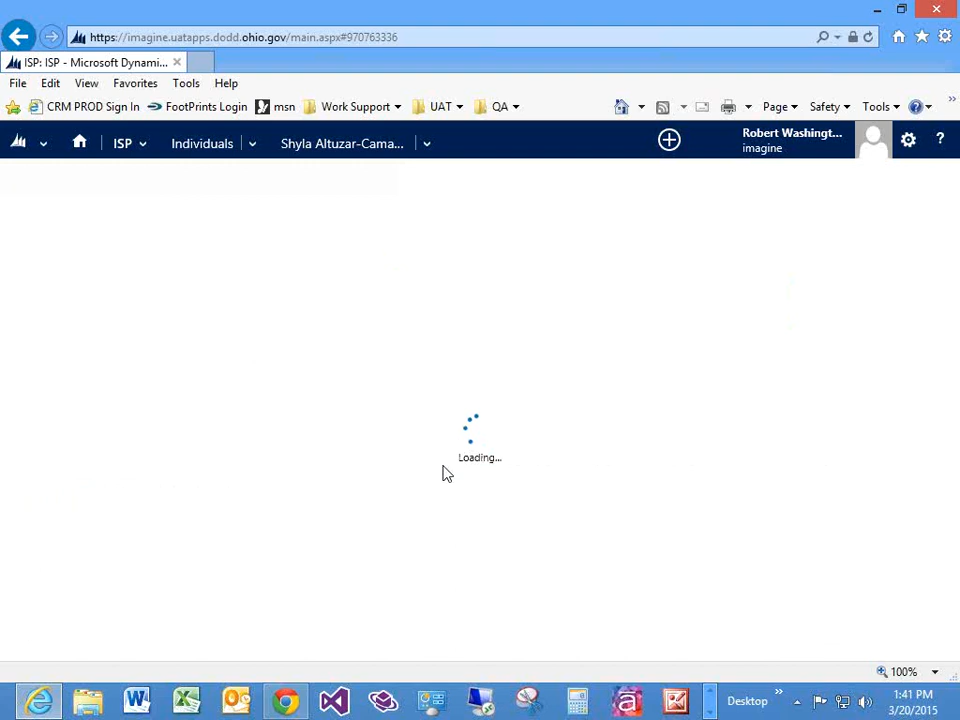 https://imagine.uatapps.dodd.ohio.gov/main.aspx#970763336
ISP: ISP - Microsoft Dynami...
File Edit View Favorites Tools Help
CRM PROD Sign In FootPrints Login msn Work Support UAT QA Page Safety Tools
ISP Individuals Shyla Altuzar-Cama... Robert Washingt...
imagine
Loading...
100%
Desktop 1:41 PM
3/20/2015